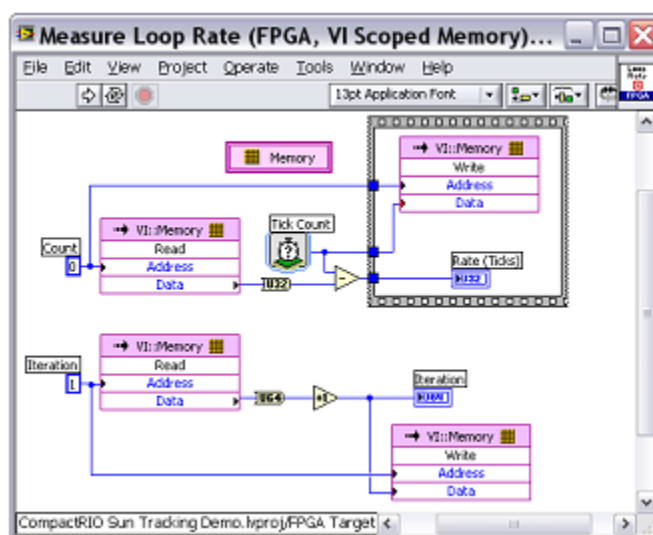 Measure Loop Rate (FPGA, VI Scoped Memory)...
File Edit View Project Operate Tools Window Help
13pt Application Font
Loop
Rate
FPGA
VI::Memory
Write
Address
Data
Memory
VI::Memory
Read
Address
Data
Count
0
Tick Count
U32
Rate (Ticks)
U32
VI::Memory
Read
Address
Data
Iteration
1
U64
+1
Iteration
U64
VI::Memory
Write
Address
Data
CompactRIO Sun Tracking Demo.lvproj/FPGA Target